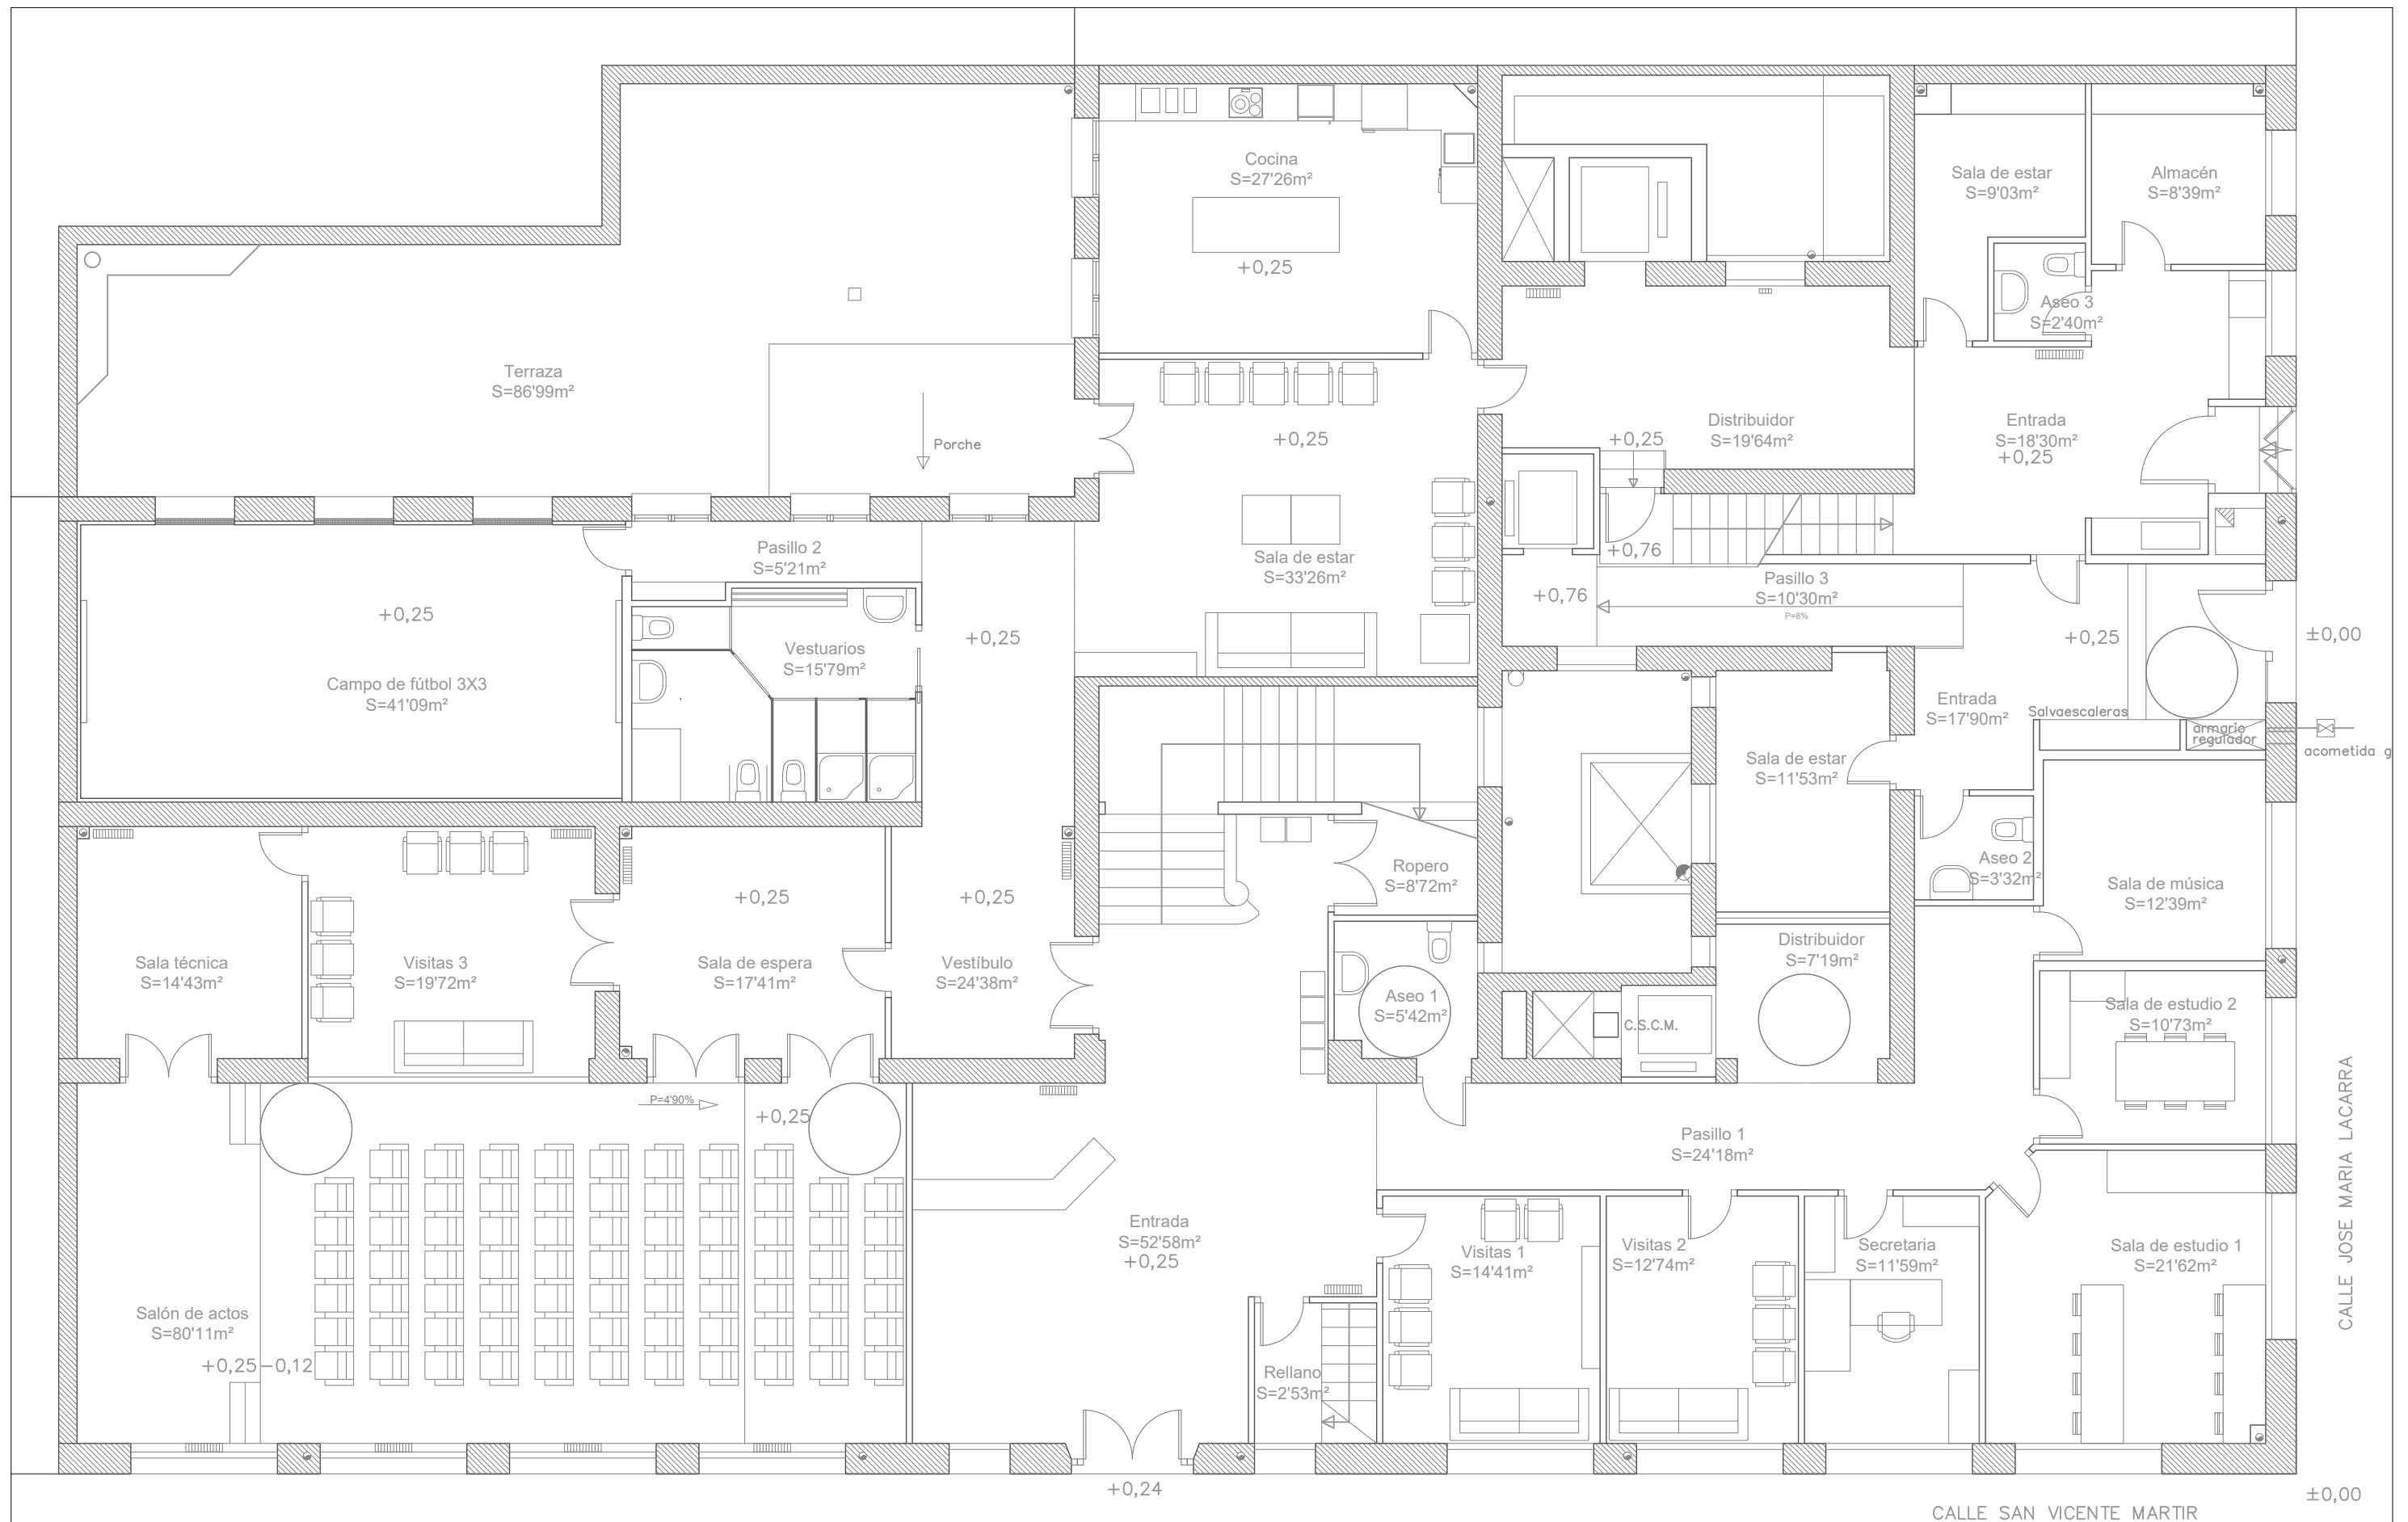 Cocina
S=27'26m²
+0,25
Sala de estar
S=9'03m²
Almacén
S=8'39m²
Aseo 3
S=2'40m²
Terraza
S=86'99m²
Porche
+0,25
Distribuidor
S=19'64m²
+0,25
Entrada
S=18'30m²
+0,25
Pasillo 2
S=5'21m²
Sala de estar
S=33'26m²
+0,76
+0,76
Pasillo 3
S=10'30m²
P=8%
+0,25
+0,25
Vestuarios
S=15'79m²
+0,25
±0,00
Campo de fútbol 3X3
S=41'09m²
Entrada
S=17'90m²
Salvaescaleras
armario
regulador
acometida g
Sala de estar
S=11'53m²
Ropero
S=8'72m²
Aseo 2
S=3'32m²
Sala de música
S=12'39m²
+0,25
+0,25
Sala técnica
S=14'43m²
Visitas 3
S=19'72m²
Sala de espera
S=17'41m²
Vestíbulo
S=24'38m²
Aseo 1
S=5'42m²
Distribuidor
S=7'19m²
C.S.C.M.
Sala de estudio 2
S=10'73m²
P=4'90%
+0,25
Pasillo 1
S=24'18m²
CALLE JOSE MARIA LACARRA
Entrada
S=52'58m²
+0,25
Visitas 1
S=14'41m²
Visitas 2
S=12'74m²
Secretaria
S=11'59m²
Sala de estudio 1
S=21'62m²
Salón de actos
S=80'11m²
+0,25
-0,12
Rellano
S=2'53m²
+0,24
±0,00
CALLE SAN VICENTE MARTIR